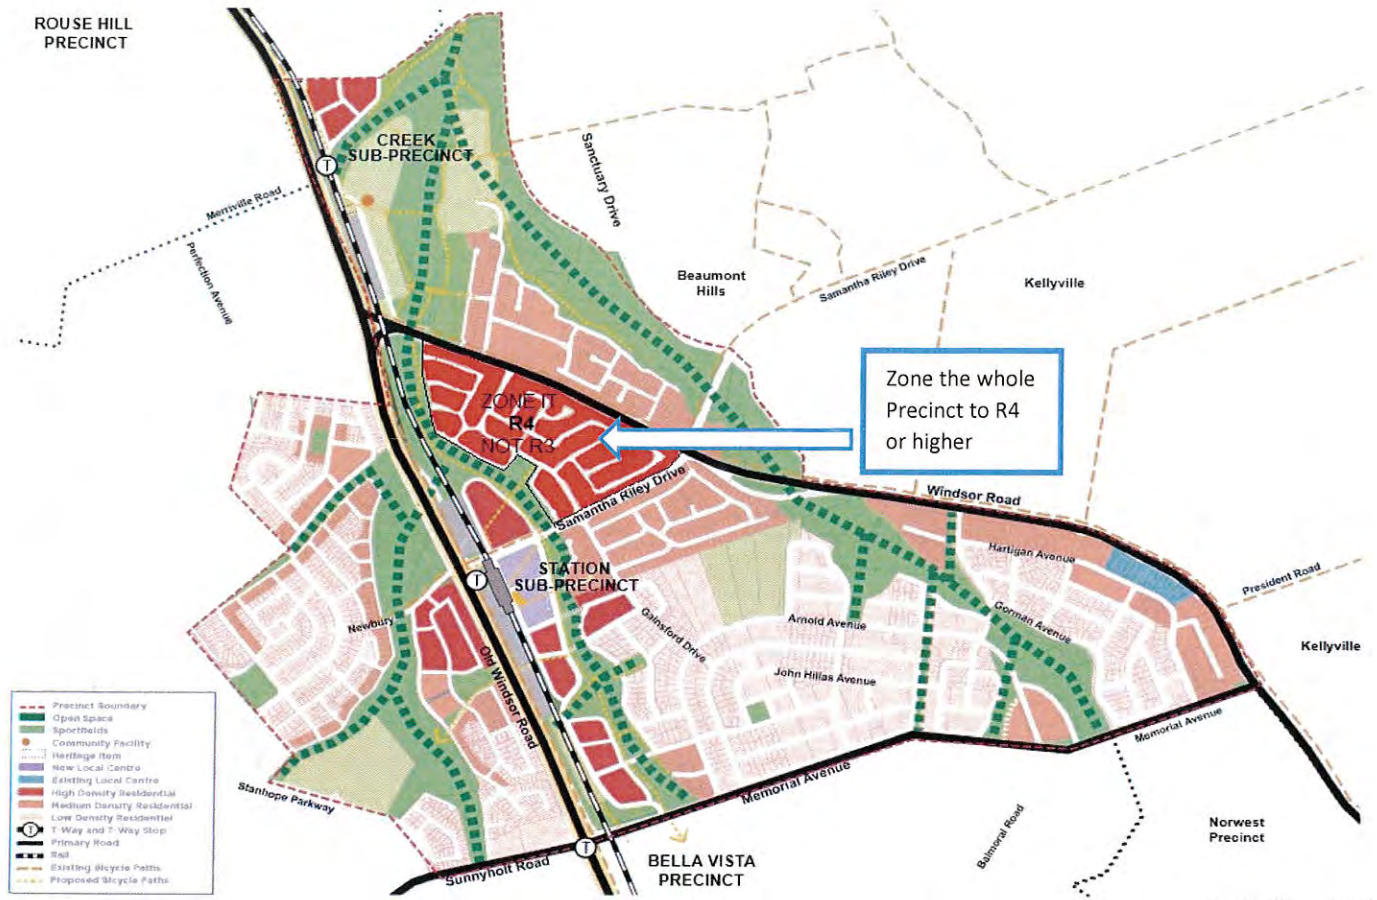 ROUSE HILL
PRECINCT
CREEK
SUB-PRECINCT
Merriville Road
Perfection Avenue
Sanctuary Drive
Beaumont
Hills
Samantha Riley Drive
Kellyville
ZONE IT
R4
NOT R3
Zone the whole
Precinct to R4
or higher
Samantha Riley Drive
Windsor Road
Hartigan Avenue
President Road
STATION
SUB-PRECINCT
T
T
T
Newbury
Old Windsor Road
Gainsford Drive
Arnold Avenue
Gorman Avenue
John Hillas Avenue
Kellyville
Memorial Avenue
Memorial Avenue
Stanhope Parkway
Sunnyholt Road
BELLA VISTA
PRECINCT
Balmoral Road
Norwest
Precinct
Precinct Boundary
Open Space
Sportfields
Community Facility
Heritage Item
New Local Centre
Existing Local Centre
High Density Residential
Medium Density Residential
Low Density Residential
T T-Way and T-Way Stop
Primary Road
Rail
Existing Bicycle Paths
Proposed Bicycle Paths